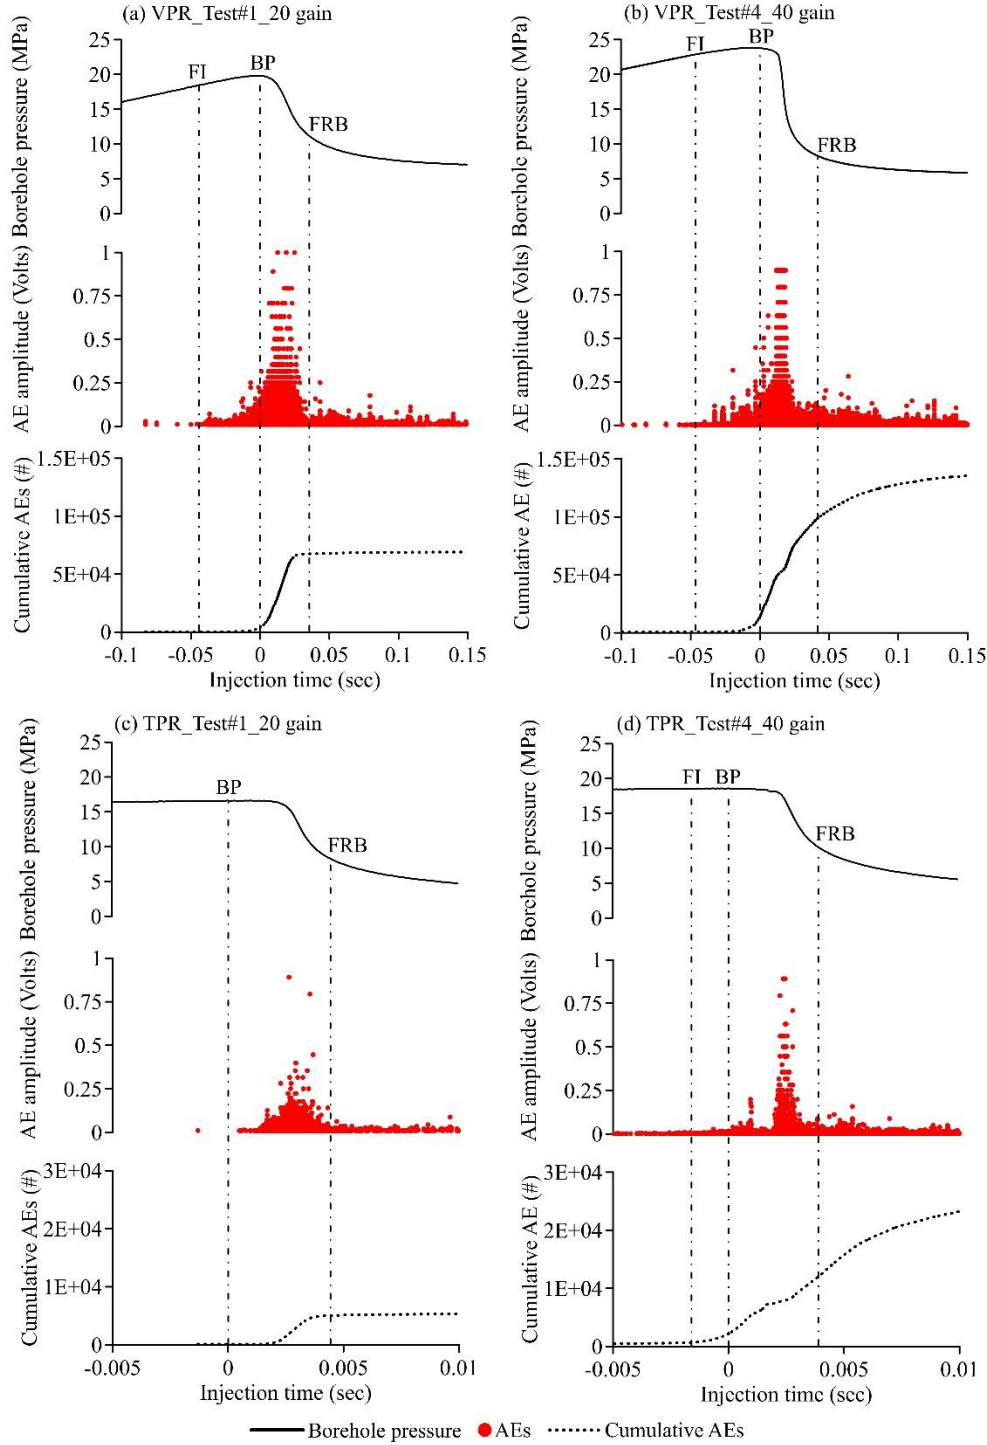 (a) VPR_Test#1_20 gain
Borehole pressure (MPa)
25
20
15
10
5
0
FI
BP
FRB
AE amplitude (Volts)
1
0.75
0.5
0.25
0
Cumulative AEs (#)
1.5E+05
1E+05
5E+04
0
-0.1
-0.05
0
0.05
0.1
0.15
Injection time (sec)
(b) VPR_Test#4_40 gain
Borehole pressure (MPa)
25
20
15
10
5
0
FI
BP
FRB
AE amplitude (Volts)
1
0.75
0.5
0.25
0
Cumulative AE (#)
1.5E+05
1E+05
5E+04
0
-0.1
-0.05
0
0.05
0.1
0.15
Injection time (sec)
(c) TPR_Test#1_20 gain
Borehole pressure (MPa)
25
20
15
10
5
0
BP
FRB
AE amplitude (Volts)
1
0.75
0.5
0.25
0
Cumulative AEs (#)
3E+04
2E+04
1E+04
0
-0.005
0
0.005
0.01
Injection time (sec)
(d) TPR_Test#4_40 gain
Borehole pressure (MPa)
25
20
15
10
5
0
FI
BP
FRB
AE amplitude (Volts)
1
0.75
0.5
0.25
0
Cumulative AE (#)
3E+04
2E+04
1E+04
0
-0.005
0
0.005
0.01
Injection time (sec)
Borehole pressure
AEs
Cumulative AEs